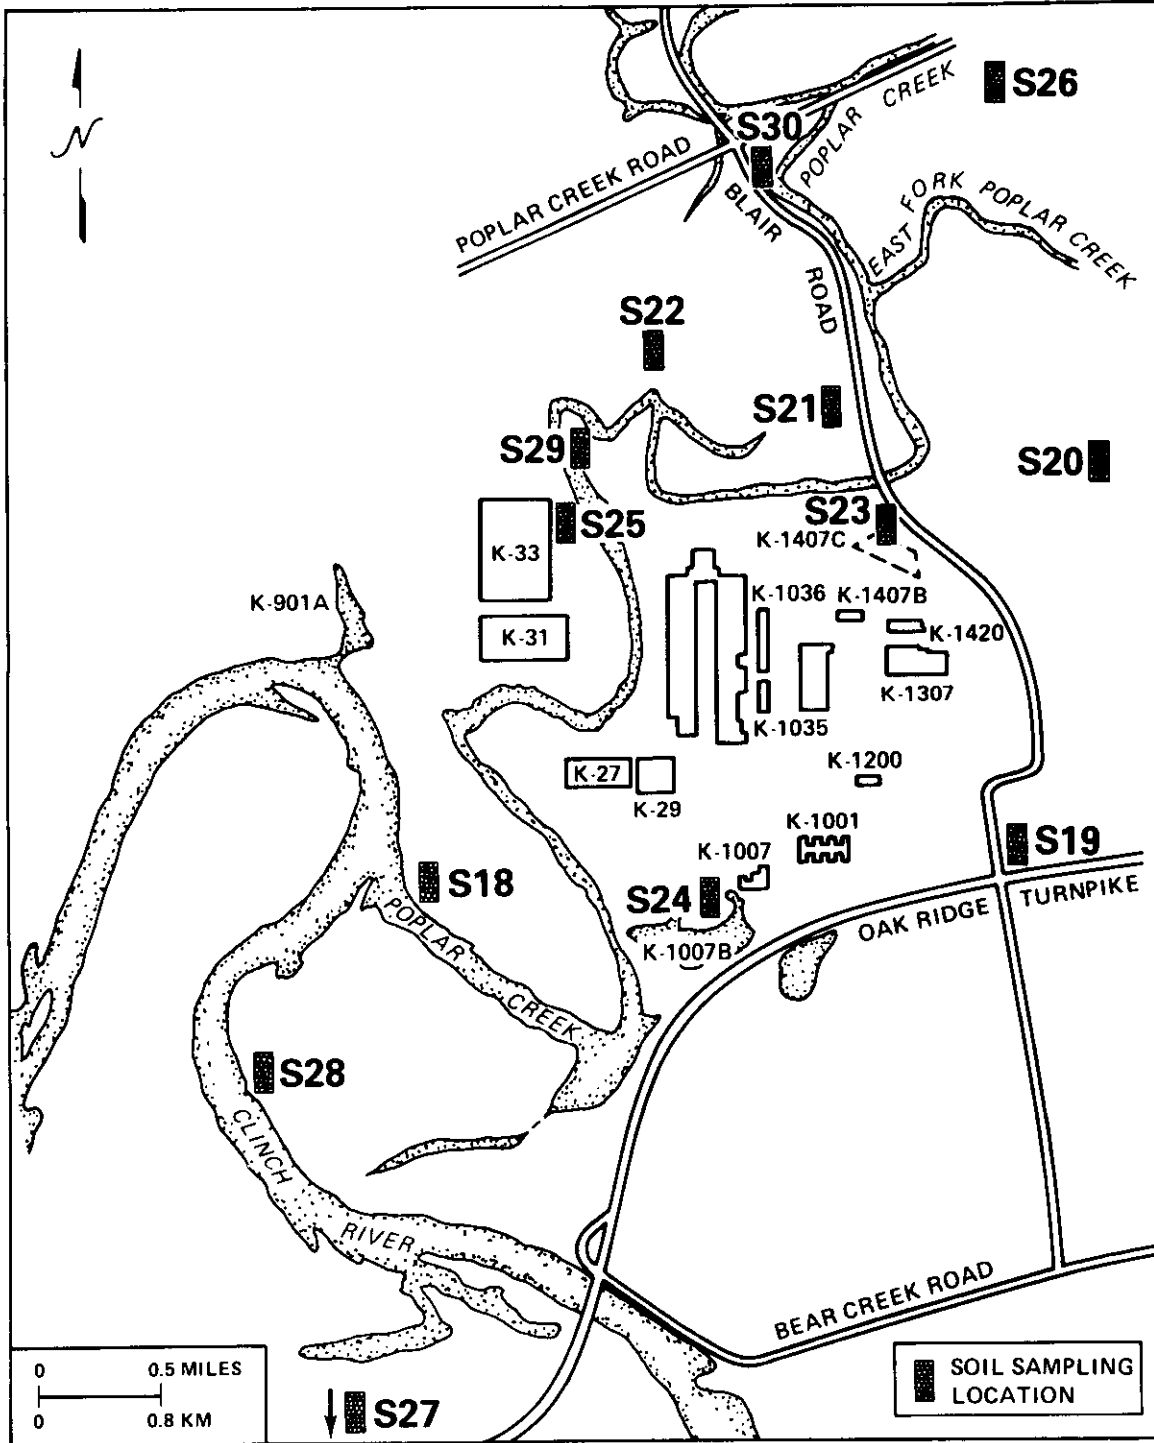 S26
POPLAR CREEK
S30
N
POPLAR CREEK ROAD
BLAIR ROAD
EAST FORK POPLAR CREEK
S22
S21
S29
S20
S25
S23
K-1407C
K-33
K-1036
K-1407B
K-901A
K-31
K-1420
K-1307
K-1035
K-27
K-29
K-1200
K-1001
K-1007
S19
S18
S24
OAK RIDGE TURNPIKE
POPLAR CREEK
K-1007B
S28
CLINCH RIVER
BEAR CREEK ROAD
0 0.5 MILES
0 0.8 KM
S27
SOIL SAMPLING
LOCATION